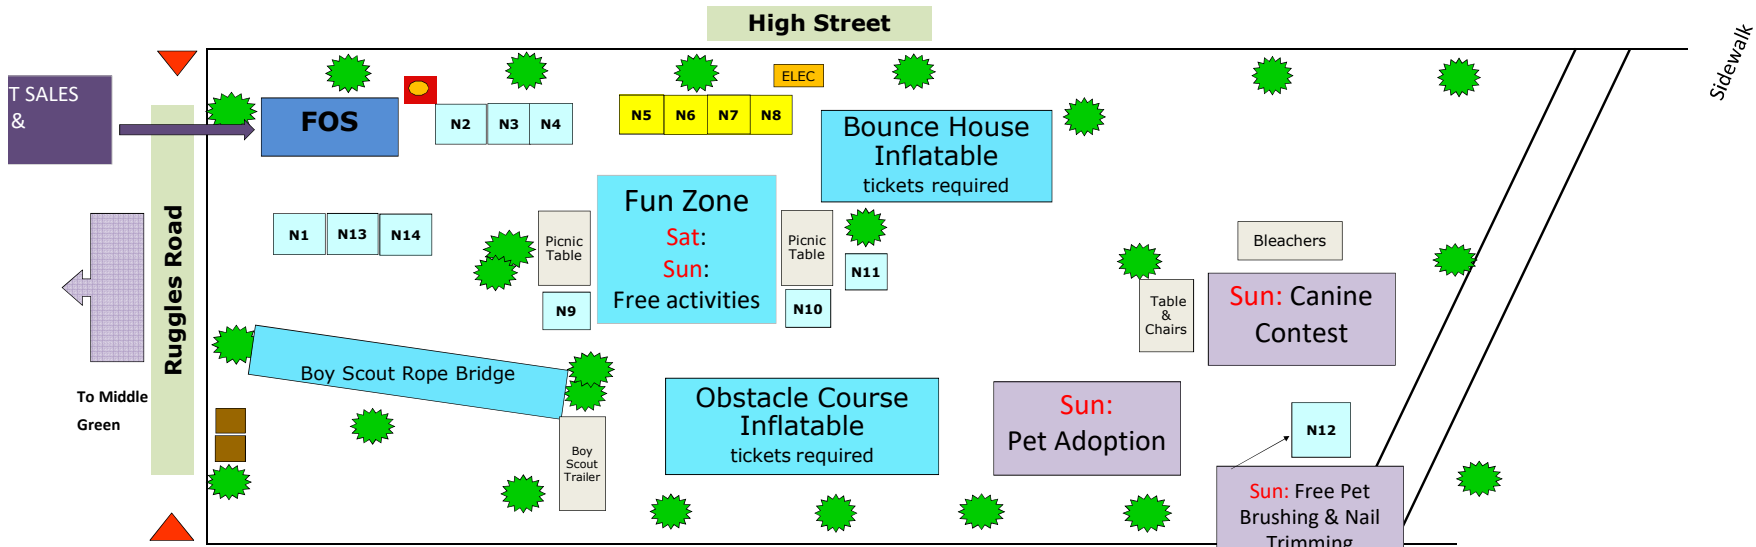 High Street
Sidewalk
T SALES
&
FOS
N2
N3
N4
N5
N6
N7
N8
ELEC
Bounce House
Inflatable
tickets required
Ruggles Road
N1
N13
N14
Picnic
Table
Fun Zone
Sat:
Sun:
Free activities
Picnic
Table
N11
N9
N10
Bleachers
Table
&
Chairs
Sun: Canine
Contest
Boy Scout Rope Bridge
To Middle
Green
Boy
Scout
Trailer
Obstacle Course
Inflatable
tickets required
Sun:
Pet Adoption
N12
Sun: Free Pet
Brushing & Nail
Trimming